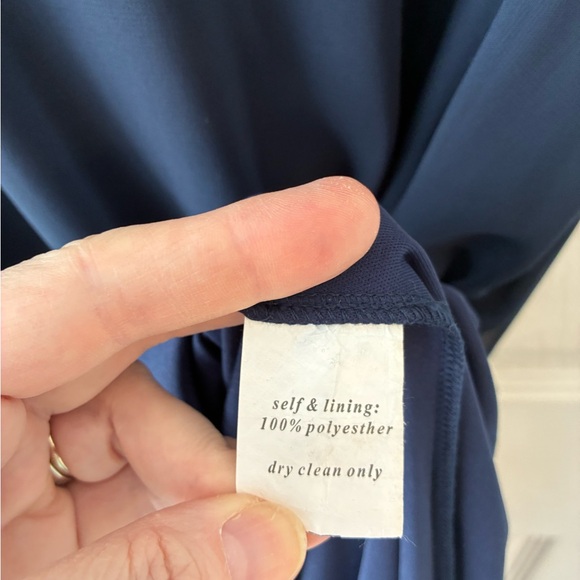 self & lining:
100% polyesther
dry clean only